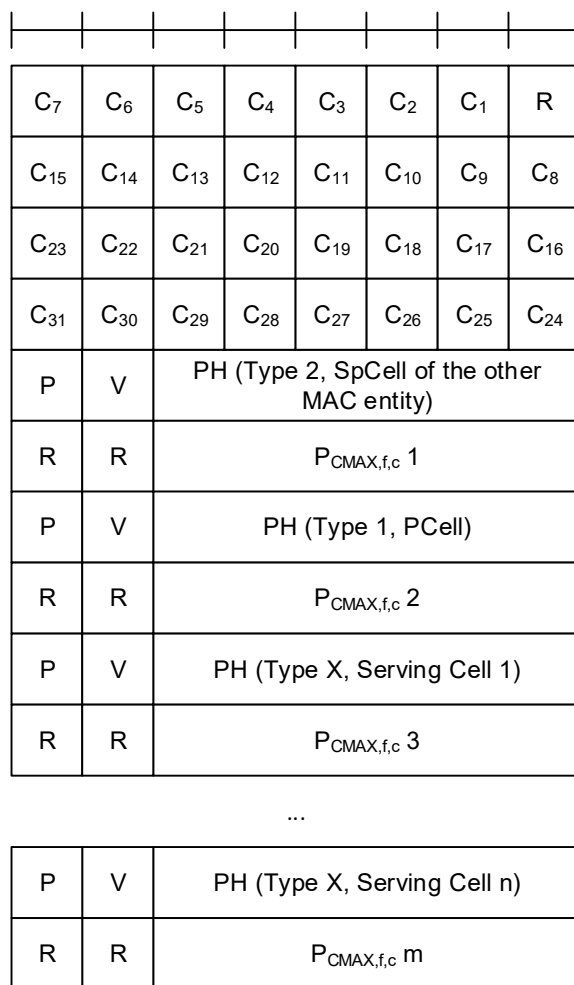 C7 C6 C5 C4 C3 C2 C1 R
C15 C14 C13 C12 C11 C10 C9 C8
C23 C22 C21 C20 C19 C18 C17 C16
C31 C30 C29 C28 C27 C26 C25 C24
P V PH (Type 2, SpCell of the other
MAC entity)
R R PCMAX,f,c 1
P V PH (Type 1, PCell)
R R PCMAX,f,c 2
P V PH (Type X, Serving Cell 1)
R R PCMAX,f,c 3
...
P V PH (Type X, Serving Cell n)
R R PCMAX,f,c m